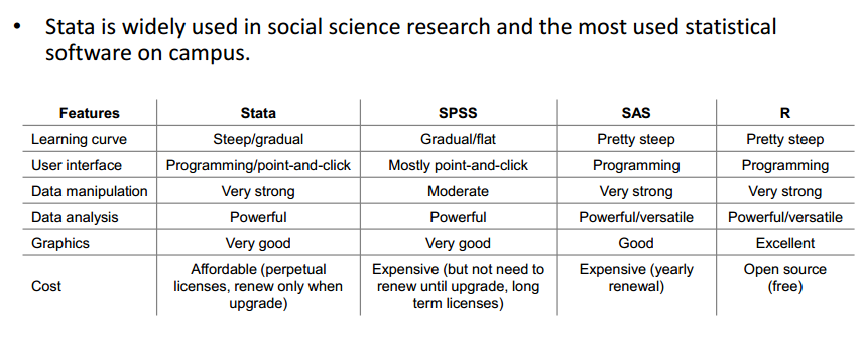 • Stata is widely used in social science research and the most used statistical
software on campus.
Features Stata SPSS SAS R
Learning curve Steep/gradual Gradual/flat Pretty steep Pretty steep
User interface Programming/point-and-click Mostly point-and-click Programming Programming
Data manipulation Very strong Moderate Very strong Very strong
Data analysis Powerful Powerful Powerful/versatile Powerful/versatile
Graphics Very good Very good Good Excellent
Cost Affordable (perpetual licenses, renew only when upgrade) Expensive (but not need to renew until upgrade, long term licenses) Expensive (yearly renewal) Open source (free)